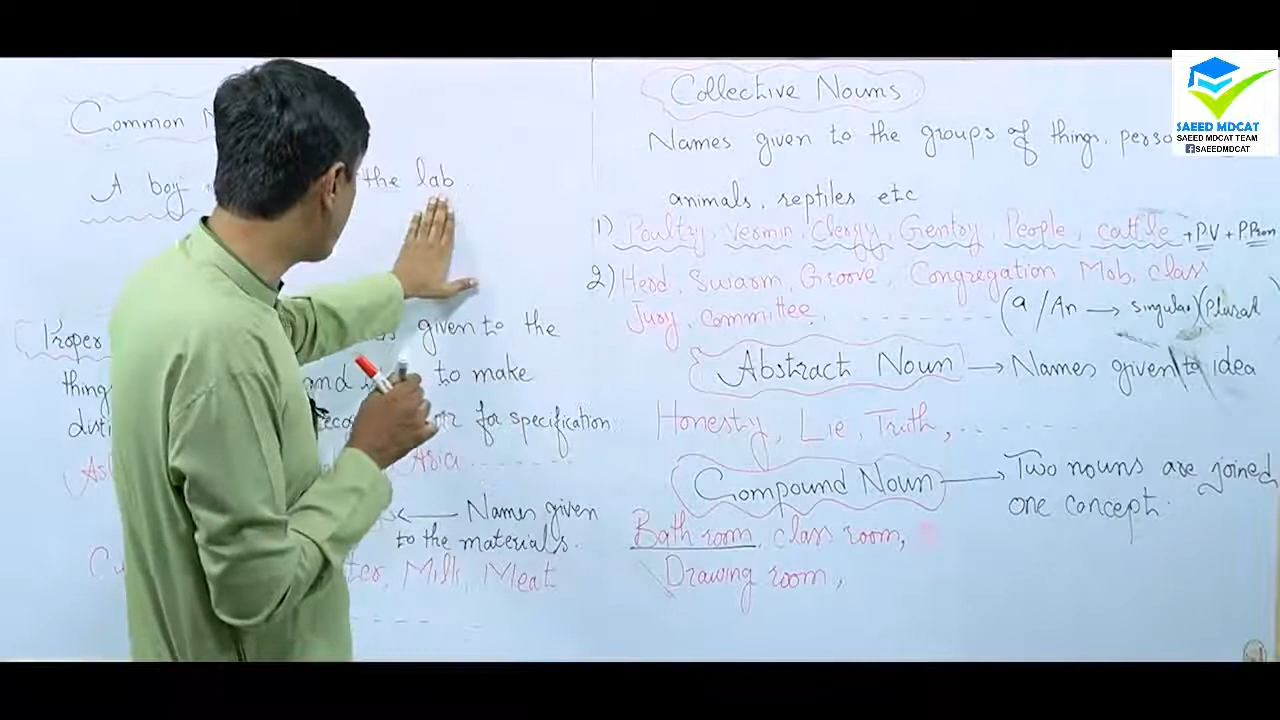 Common
A boy the lab.
Proper given to the
things and to make
for specification
Asia
← Names given
to the materials.
Milk, Meat
Collective Nouns
Names given to the groups of things, perso
animals, reptiles etc
1) Poultry, vermin, Clergy, Gentry, People, cattle + P.V + P.Pron
2) Herd, Swarm, Groove, Congregation Mob, class
Jury, committee. (a / An → singular) (Plural)
Abstract Noun → Names given to idea
Honesty, Lie, Truth,
Compound Noun → Two nouns are joined
one concept.
Bath room, class room,
Drawing room,
SAEED MDCAT
SAEED MDCAT TEAM
SAEEDMDCAT